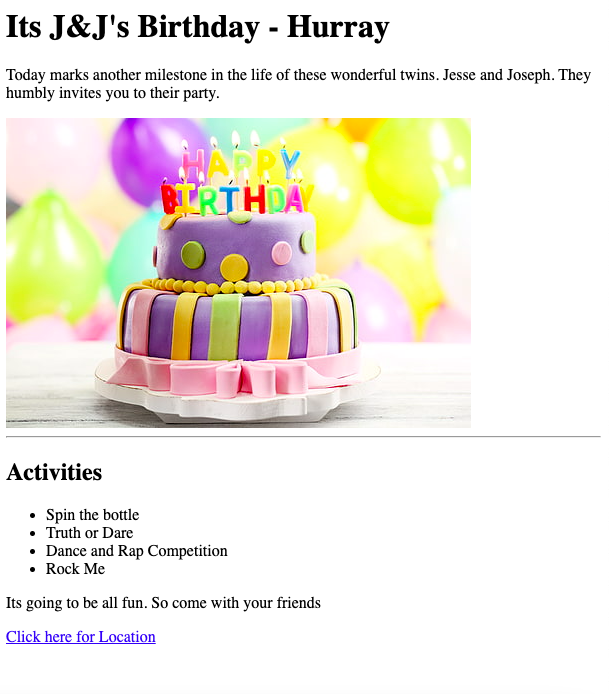 Its J&J's Birthday - Hurray
Today marks another milestone in the life of these wonderful twins. Jesse and Joseph. They
humbly invites you to their party.
HAPPY
BIRTHDAY
Activities
Spin the bottle
Truth or Dare
Dance and Rap Competition
Rock Me
Its going to be all fun. So come with your friends
Click here for Location